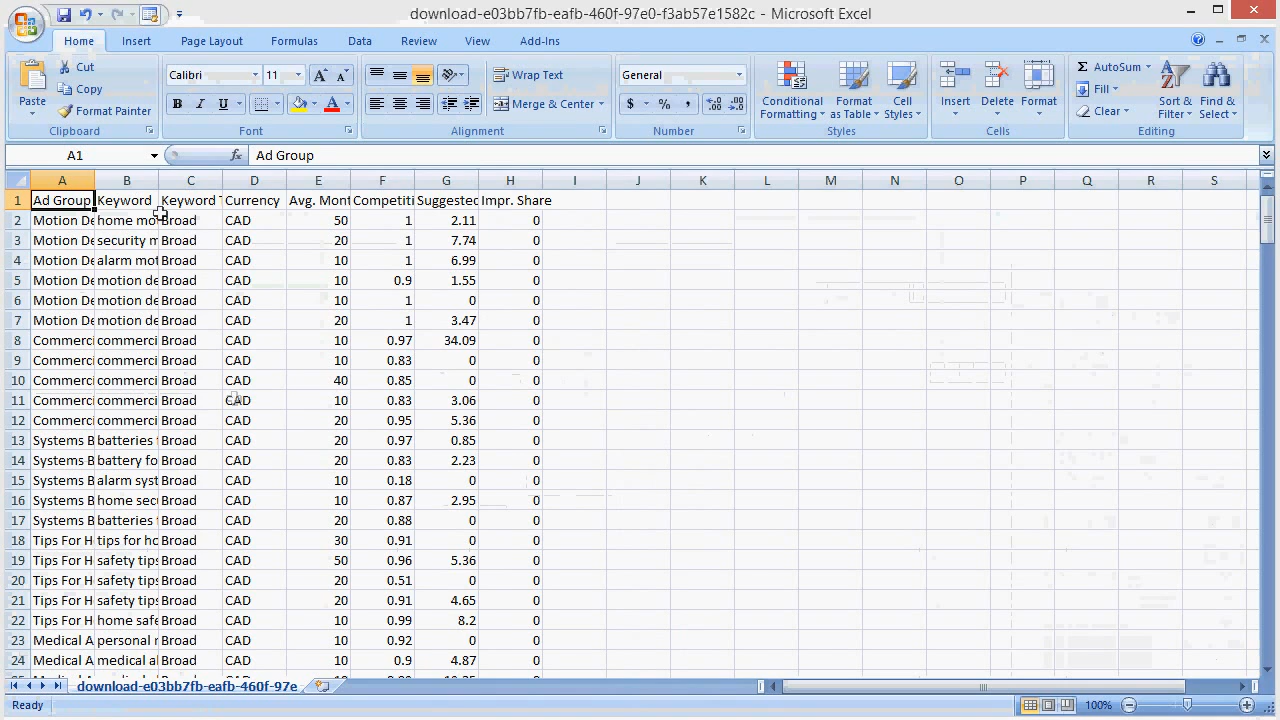 download-e03bb7fb-eafb-460f-97e0-f3ab57e1582c - Microsoft Excel
Home Insert Page Layout Formulas Data Review View Add-Ins
Paste Cut Copy Format Painter Clipboard
Calibri 11 B I U A Font
Wrap Text Merge & Center Alignment
General $ % , Number
Conditional Formatting Format as Table Cell Styles Styles
Insert Delete Format Cells
Σ AutoSum Fill Clear Sort & Filter Find & Select Editing
A1 fx Ad Group
A B C D E F G H I J K L M N O P Q R S
1 Ad Group Keyword Keyword T Currency Avg. Mont Competiti Suggested Impr. Share
2 Motion De home mo Broad CAD 50 1 2.11 0
3 Motion De security m Broad CAD 20 1 7.74 0
4 Motion De alarm mot Broad CAD 10 1 6.99 0
5 Motion De motion de Broad CAD 10 0.9 1.55 0
6 Motion De motion de Broad CAD 10 1 0 0
7 Motion De motion de Broad CAD 20 1 3.47 0
8 Commerci commerci Broad CAD 10 0.97 34.09 0
9 Commerci commerci Broad CAD 10 0.83 0 0
10 Commerci commerci Broad CAD 40 0.85 0 0
11 Commerci commerci Broad CAD 10 0.83 3.06 0
12 Commerci commerci Broad CAD 20 0.95 5.36 0
13 Systems B batteries Broad CAD 20 0.97 0.85 0
14 Systems B battery fo Broad CAD 20 0.83 2.23 0
15 Systems B alarm syst Broad CAD 10 0.18 0 0
16 Systems B home secu Broad CAD 10 0.87 2.95 0
17 Systems B batteries Broad CAD 20 0.88 0 0
18 Tips For H tips for ho Broad CAD 30 0.91 0 0
19 Tips For H safety tips Broad CAD 50 0.96 5.36 0
20 Tips For H safety tips Broad CAD 20 0.51 0 0
21 Tips For H safety tips Broad CAD 20 0.91 4.65 0
22 Tips For H home safe Broad CAD 10 0.99 8.2 0
23 Medical A personal Broad CAD 10 0.92 0 0
24 Medical A medical al Broad CAD 10 0.9 4.87 0
download-e03bb7fb-eafb-460f-97e
Ready 100%